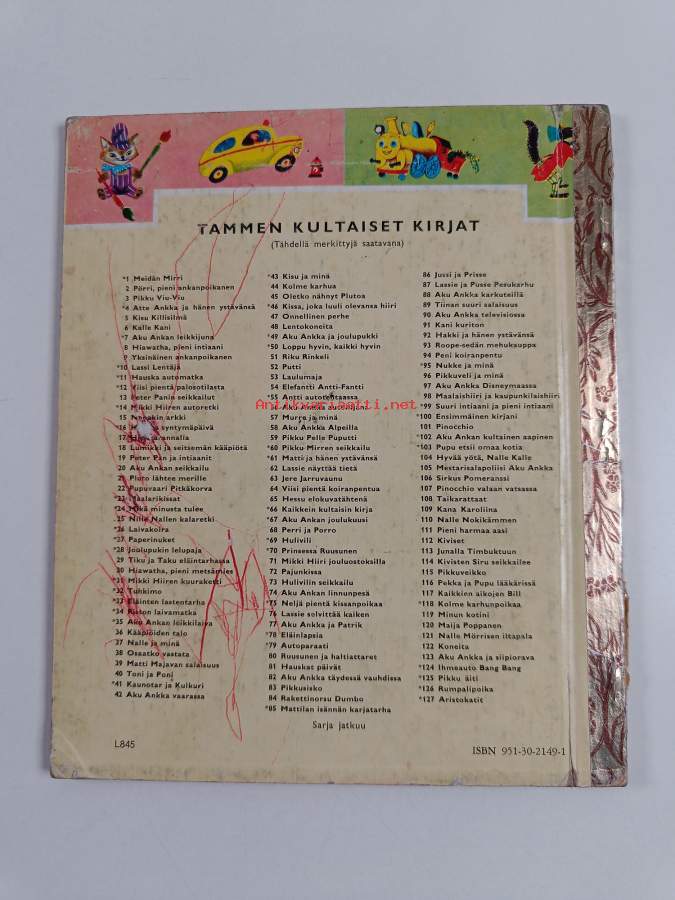 TAMMEN KULTAISET KIRJAT
(Tähdellä merkittyjä saatavana)
*1 Meidän Mirri
2 Pörri, pieni ankanpoikanen
3 Pikku Viu-Viu
*4 Atte Ankka ja hänen ystävänsä
5 Kisu Killisilmä
6 Kalle Kani
*7 Aku Ankan leikkijuna
*8 Hiawatha, pieni intiaani
9 Yksinäinen ankanpoikanen
*10 Lassi Lentäjä
*11 Hauska automatka
*12 Viisi pientä palosotilasta
13 Peter Panin seikkailut
*14 Mikki Hiiren autoretki
15 Nooakin arkki
syntymäpäivä
18 Lumikki ja seitsemän kääpiötä
19 Peter Pan ja intiaanit
20 Aku Ankan seikkailu
21 Pluto lähtee merille
22 Pupuraari Pitkäkorva
*23 Maalarikissat
*24 Mikä minusta tulee
25 Nalle Nallen kalaretki
*26 Laivakoira
*27 Paperinuket
*28 Joulupukin lelupaja
29 Tiku ja Taku eläintarhassa
30 Hiawatha, pieni metsämies
*31 Mikki Hiiren kuuraketti
*32 Tuhkimo
*33 Eläinten lastentarha
*34 Riston laivamatka
*35 Aku Ankan lölkkilaiva
36 Kääpiöiden talo
37 Nalle ja minä
38 Osaatko vastata
39 Matti Majavan salaisuus
40 Toni ja Poni
*41 Kaunotar ja Kulkuri
42 Aku Ankka vaarassa
*43 Kisu ja minä
44 Kolme karhua
45 Oletko nähnyt Plutoa
*46 Kissa, joka luuli olevansa hiiri
47 Onnellinen perhe
48 Lentokoneita
*49 Aku Ankka ja joulupukki
*50 Loppu hyvin, kaikki hyvin
51 Riku Rinkeli
52 Putti
53 Laulumaja
54 Elefantti Antti-Fantti
*55 Antti autonostaassa
56 Aku Ankka autoilijana
57 Murre ja minä
58 Aku Ankka Alpeilla
59 Pikku Pelle Puputti
*60 Pikku Mirren seikkailu
*61 Matti ja hänen ystävänsä
62 Lassie näyttää tietä
63 Jere Jarruvaunu
64 Viisi pientä koiranpentua
65 Hessu elokuvatähtenä
*66 Kaikkein kultaisin kirja
*67 Aku Ankan joulukuusi
68 Perri ja Porro
*69 Hulivili
*70 Prinsessa Ruusunen
71 Mikki Hiiri jouluostoksilla
72 Pajunkissa
73 Hulivilin seikkailu
74 Aku Ankan linnunpesä
*75 Neljä pientä kissanpoikaa
*76 Lassie selvittää kaiken
77 Aku Ankka ja Patrik
*78 Eläinlapsia
*79 Autoparaati
80 Ruusunen ja haltiattaret
*81 Hauskat päivät
82 Aku Ankka täydessä vauhdissa
83 Pikkusisko
84 Rakettinorsu Dumbo
*85 Mattilan isännän karjatarha
86 Jussi ja Prisse
87 Lassie ja Pusse Pesukarhu
88 Aku Ankka karkuteillä
89 Tiinan suuri salaisuus
90 Aku Ankka televisiossa
91 Kani kuriton
92 Hakki ja hänen ystävänsä
93 Roope-sedän mehukauppa
94 Peni koiranpentu
*95 Nukke ja minä
96 Pikkuveli ja minä
97 Aku Ankka Disneymaassa
98 Maalaishiiri ja kaupunkilaishiiri
*99 Suuri intiaani ja pieni intiaani
*100 Ensimmäinen kirjani
101 Pinocchio
*102 Aku Ankan kultainen aapinen
*103 Pupu etsii omaa kotia
104 Hyvää yötä, Nalle Kalle
105 Mestarisalapoliisi Aku Ankka
106 Sirkus Pomeranssi
107 Pinocchio valaan vatsassa
108 Taikarattaat
109 Kana Karoliina
110 Nalle Nokikämmen
111 Pieni harmaa aasi
112 Kiviset
113 Junalla Timbuktuun
114 Kivisten Siru seikkailee
115 Pikkuveikko
116 Pekka ja Pupu lääkärissä
117 Kaikkien aikojen Bill
*118 Kolme karhunpoikaa
119 Minun kotini
120 Maija Poppanen
121 Nalle Mörrisen iltapala
122 Koneita
123 Aku Ankka ja siipiorava
*124 Ihmeauto Bang Bang
*125 Pikku äiti
*126 Rumpalipoika
*127 Aristokatit
Sarja jatkuu
L845
ISBN 951-30-2149-1
Antikvariaatti.net